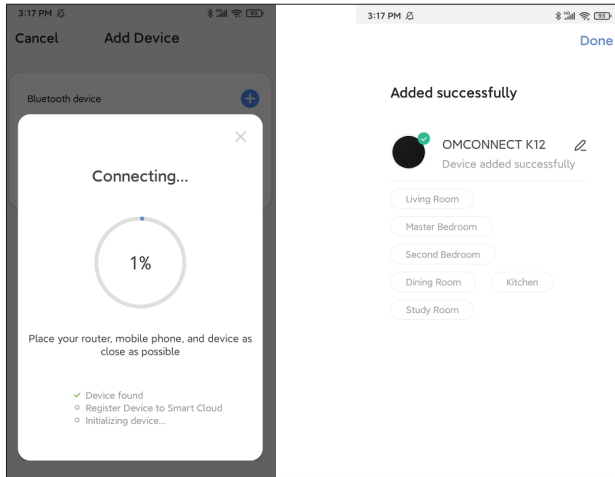 3:17 PM
93
Cancel
Add Device
Bluetooth device
Connecting...
1%
Place your router, mobile phone, and device as
close as possible
Device found
Register Device to Smart Cloud
Initializing device...
3:17 PM
93
Done
Added successfully
OMCONNECT K12
Device added successfully
Living Room
Master Bedroom
Second Bedroom
Dining Room
Kitchen
Study Room